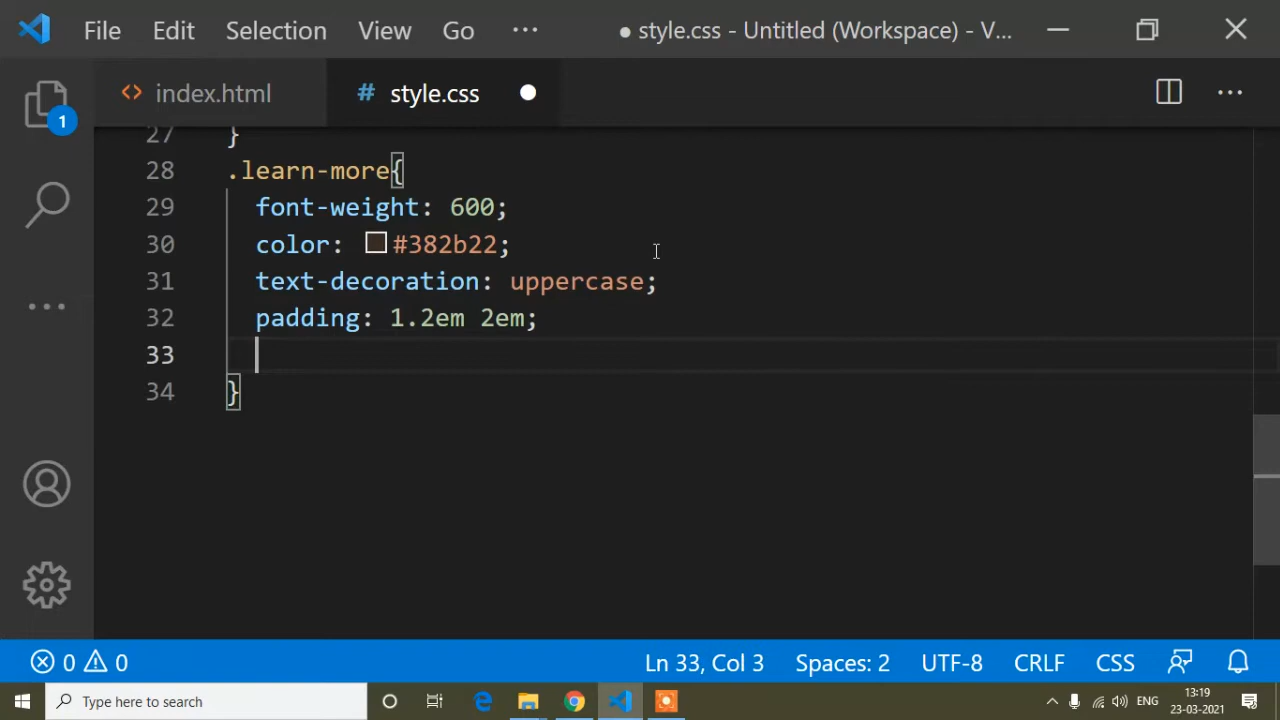 File Edit Selection View Go ··· ● style.css - Untitled (Workspace) - V...
<> index.html # style.css ●
1
27 }
28 .learn-more{
29 font-weight: 600;
30 color: #382b22;
31 text-decoration: uppercase;
32 padding: 1.2em 2em;
33
34 }
0 0 Ln 33, Col 3 Spaces: 2 UTF-8 CRLF CSS
Type here to search ENG 13:19
23-03-2021